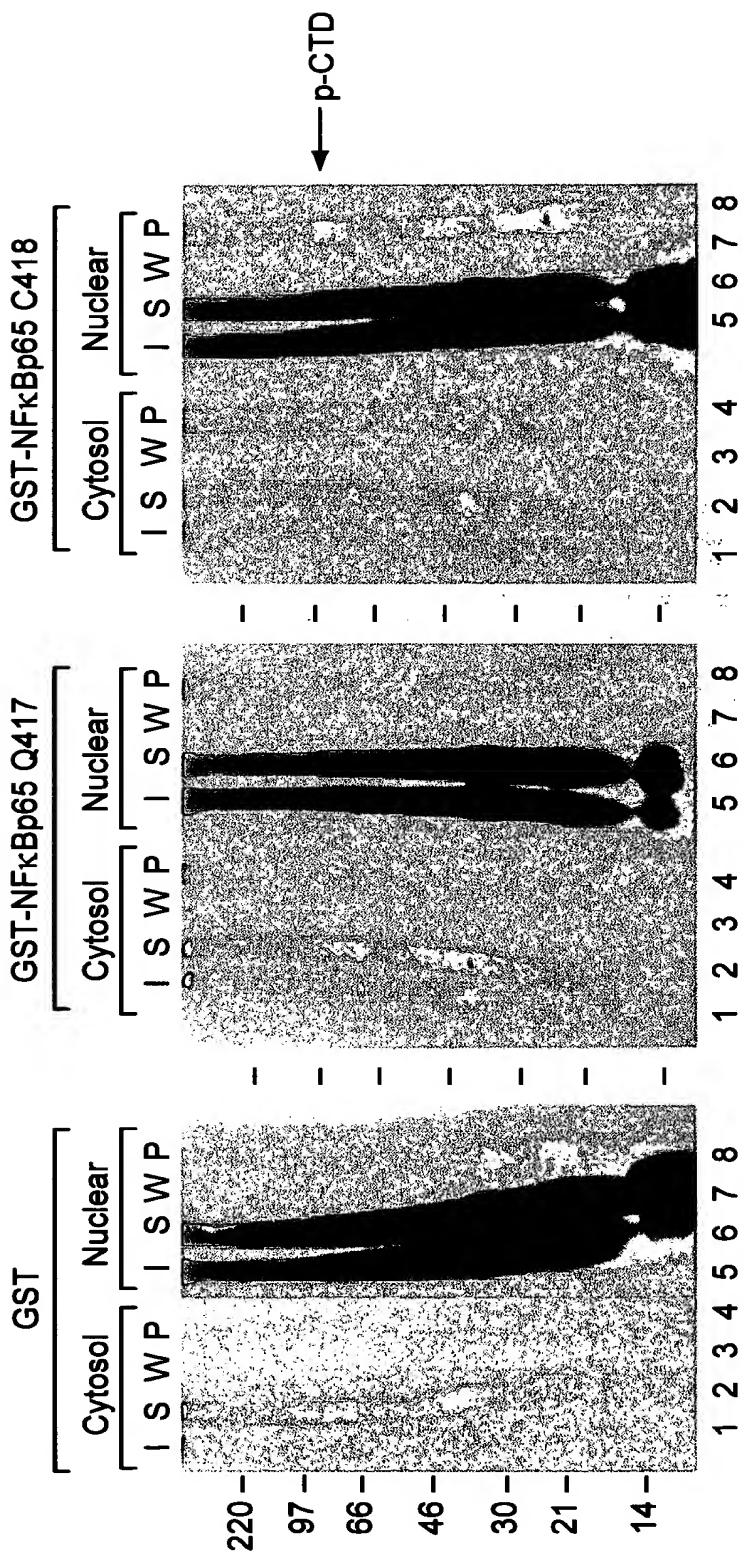 GST
GST-NFκBp65 Q417
GST-NFκBp65 C418
Cytosol Nuclear
Cytosol Nuclear
Cytosol Nuclear
I S W P I S W P
I S W P I S W P
I S W P I S W P
220
97
66
46
30
21
14
p-CTD
1 2 3 4 5 6 7 8
1 2 3 4 5 6 7 8
1 2 3 4 5 6 7 8